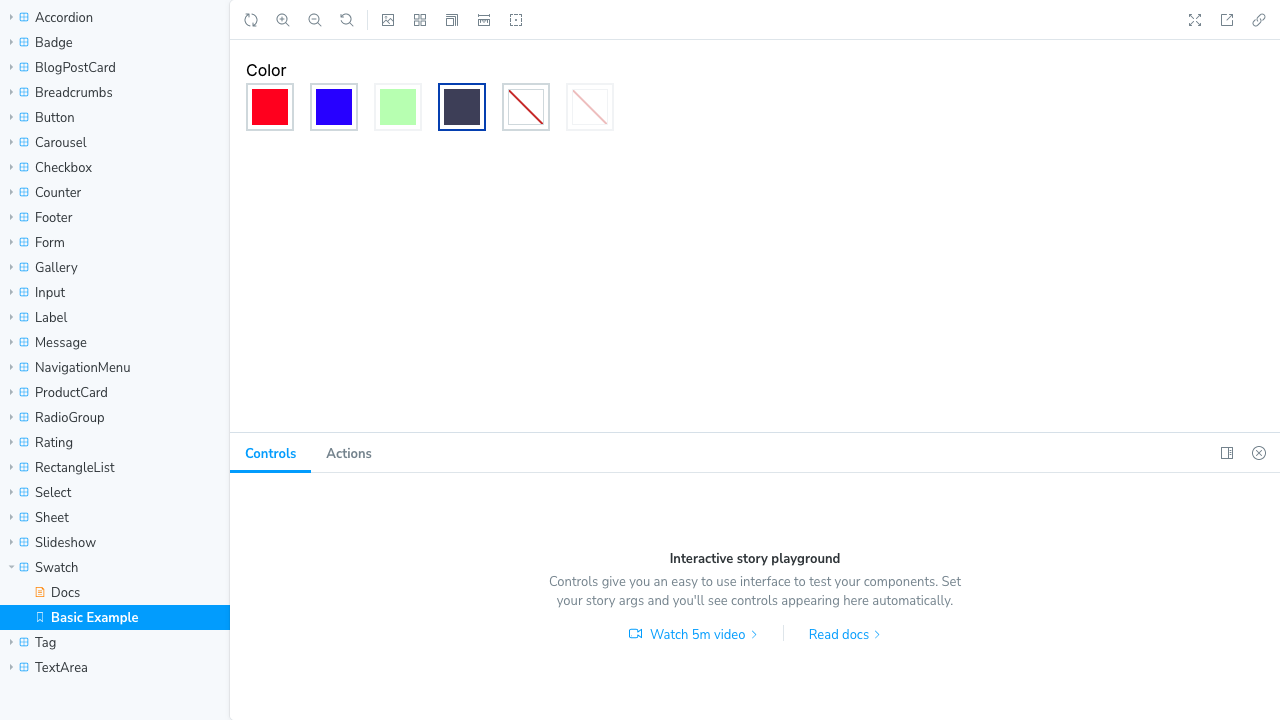 Accordion
Badge
BlogPostCard
Breadcrumbs
Button
Carousel
Checkbox
Counter
Footer
Form
Gallery
Input
Label
Message
NavigationMenu
ProductCard
RadioGroup
Rating
RectangleList
Select
Sheet
Slideshow
Swatch
Docs
Basic Example
Tag
TextArea
Color
Controls
Actions
Interactive story playground
Controls give you an easy to use interface to test your components. Set
your story args and you'll see controls appearing here automatically.
Watch 5m video
Read docs